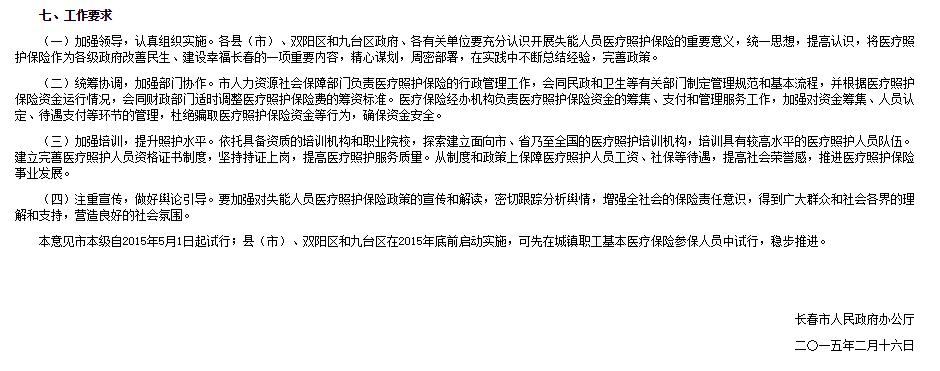 七、工作要求
（一）加强领导，认真组织实施。各县（市）、双阳区和九台区政府、各有关单位要充分认识开展失能人员医疗照护保险的重要意义，统一思想，提高认识，将医疗照
护保险作为各级政府改善民生、建设幸福长春的一项重要内容，精心谋划，周密部署，在实践中不断总结经验，完善政策。
（二）统筹协调，加强部门协作。市人力资源社会保障部门负责医疗照护保险的行政管理工作，会同民政和卫生等有关部门制定管理规范和基本流程，并根据医疗照护
保险资金运行情况，会同财政部门适时调整医疗照护保险费的筹资标准。医疗保险经办机构负责医疗照护保险资金的筹集、支付和管理服务工作，加强对资金筹集、人员认
定、待遇支付等环节的管理，杜绝骗取医疗照护保险资金等行为，确保资金安全。
（三）加强培训，提升照护水平。依托具备资质的培训机构和职业院校，探索建立面向市、省乃至全国的医疗照护培训机构，培训具有较高水平的医疗照护人员队伍。
建立完善医疗照护人员资格证书制度，坚持持证上岗，提高医疗照护服务质量。从制度和政策上保障医疗照护人员工资、社保等待遇，提高社会荣誉感，推进医疗照护保险
事业发展。
（四）注重宣传，做好舆论引导。要加强对失能人员医疗照护保险政策的宣传和解读，密切跟踪分析舆情，增强全社会的保险责任意识，得到广大群众和社会各界的理
解和支持，营造良好的社会氛围。
本意见市本级自2015年5月1日起试行；县（市）、双阳区和九台区在2015年底前启动实施，可先在城镇职工基本医疗保险参保人员中试行，稳步推进。
长春市人民政府办公厅
二〇一五年二月十六日